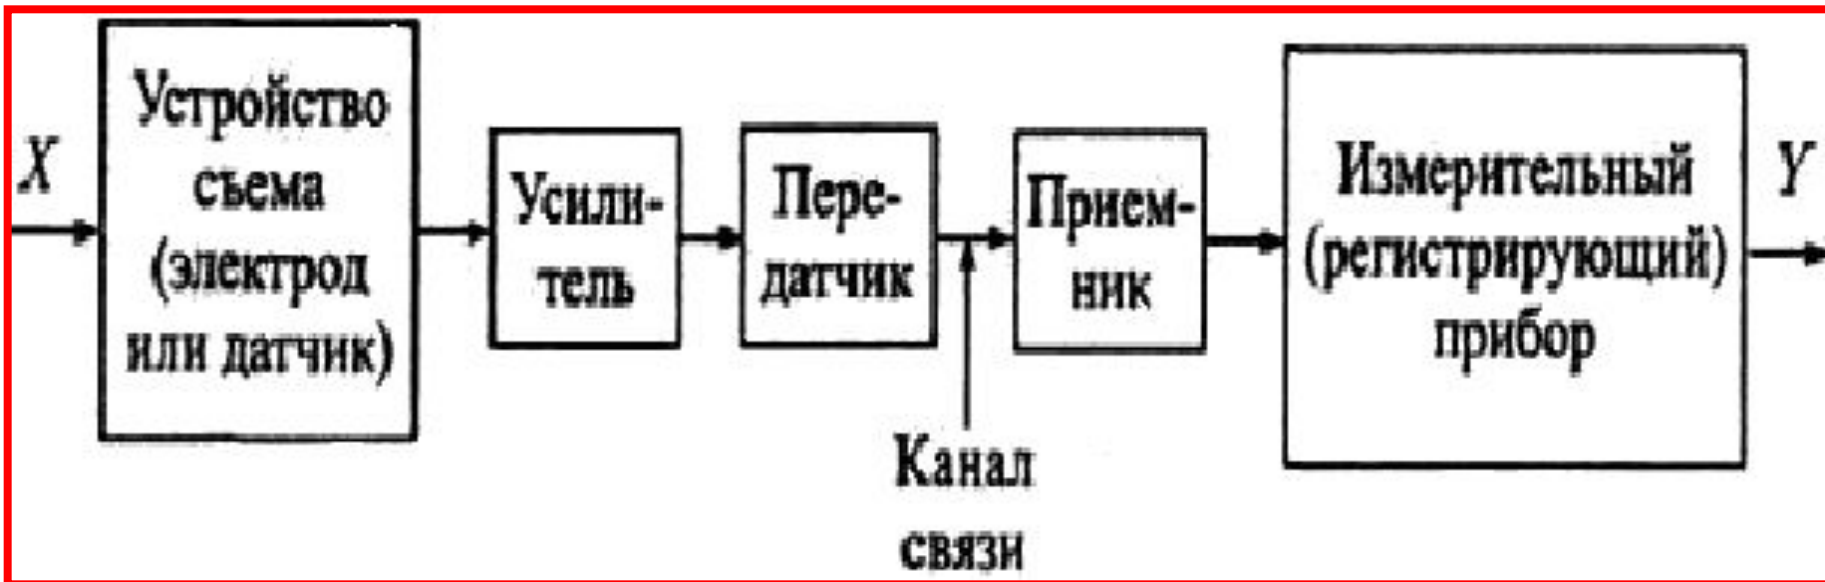 X
Устройство
съема
(электрод
или датчик)
Усили-
тель
Пере-
датчик
Канал
связи
Прием-
ник
Измерительный
(регистрирующий)
прибор
Y